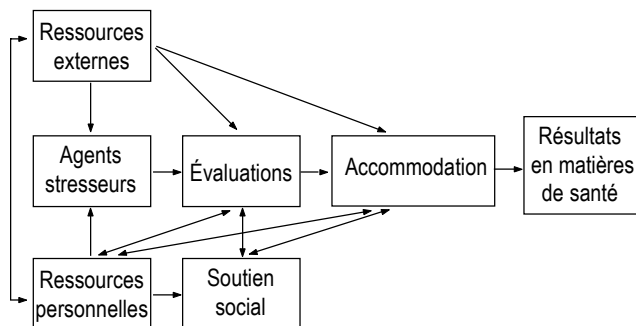 Ressources
externes
Agents
stresseurs
Évaluations
Accommodation
Résultats
en matières
de santé
Ressources
personnelles
Soutien
social